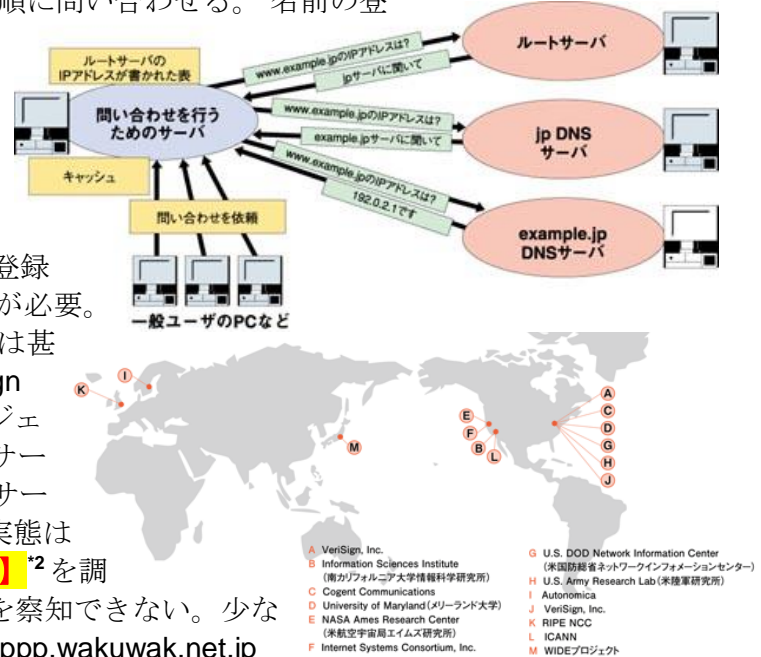 順に問い合わせる。 名前の登
ルートサーバの
IPアドレスが書かれた表
問い合わせを行う
ためのサーバ
キャッシュ
問い合わせを依頼
一般ユーザのPCなど
www.example.jpのIPアドレスは?
jpサーバに聞いて
www.example.jpのIPアドレスは?
example.jpサーバに聞いて
www.example.jpのIPアドレスは?
192.0.2.1です
ルートサーバ
jp DNS
サーバ
example.jp
DNSサーバ
登録
が必要。
は甚
gn
ジェ
サー
サー
実態は
】*2を調
を察知できない。少な
ppp.wakuwak.net.jp
K
I
M
E
F
B
L
A
C
D
G
H
J
A VeriSign, Inc.
B Information Sciences Institute
(南カリフォルニア大学情報科学研究所)
C Cogent Communications
D University of Maryland(メリーランド大学)
E NASA Ames Research Center
(米航空宇宙局エイムズ研究所)
F Internet Systems Consortium, Inc.
G U.S. DOD Network Information Center
(米国防総省ネットワークインフォメーションセンター)
H U.S. Army Research Lab(米陸軍研究所)
I Autonomica
J VeriSign, Inc.
K RIPE NCC
L ICANN
M WIDEプロジェクト